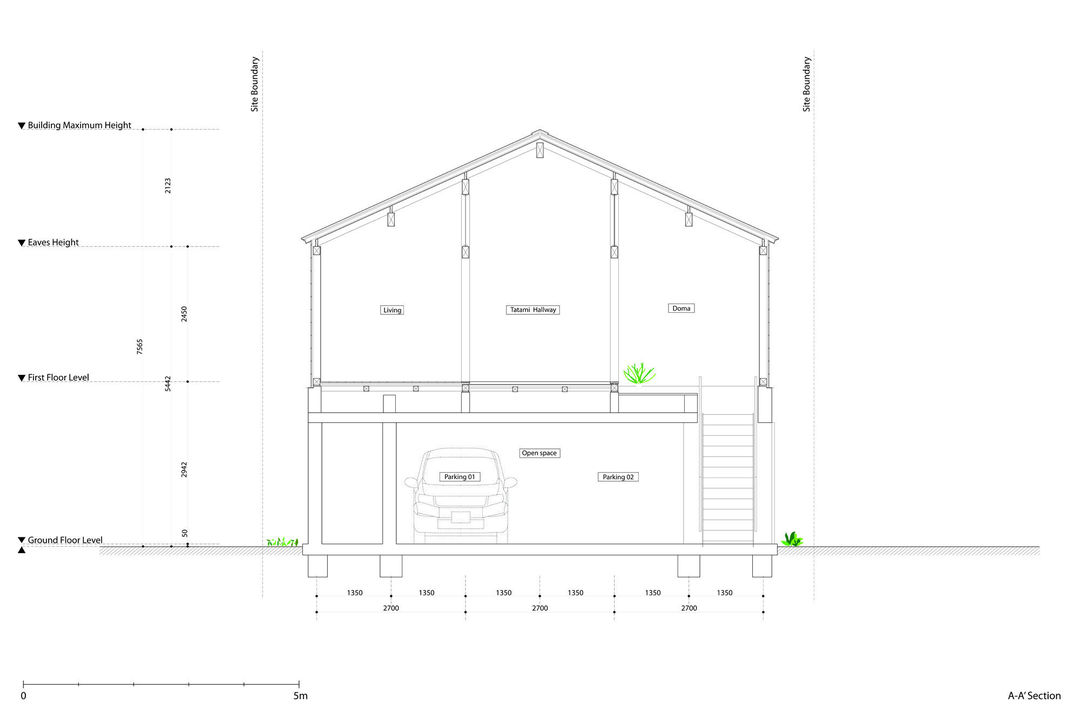 Site Boundary
Site Boundary
Building Maximum Height
2123
Eaves Height
2450
7565
Living
Tatami Hallway
Doma
First Floor Level
5442
2942
Open space
Parking 01
Parking 02
50
Ground Floor Level
1350 1350 1350 1350 1350 1350
2700 2700 2700
0 5m
A-A' Section